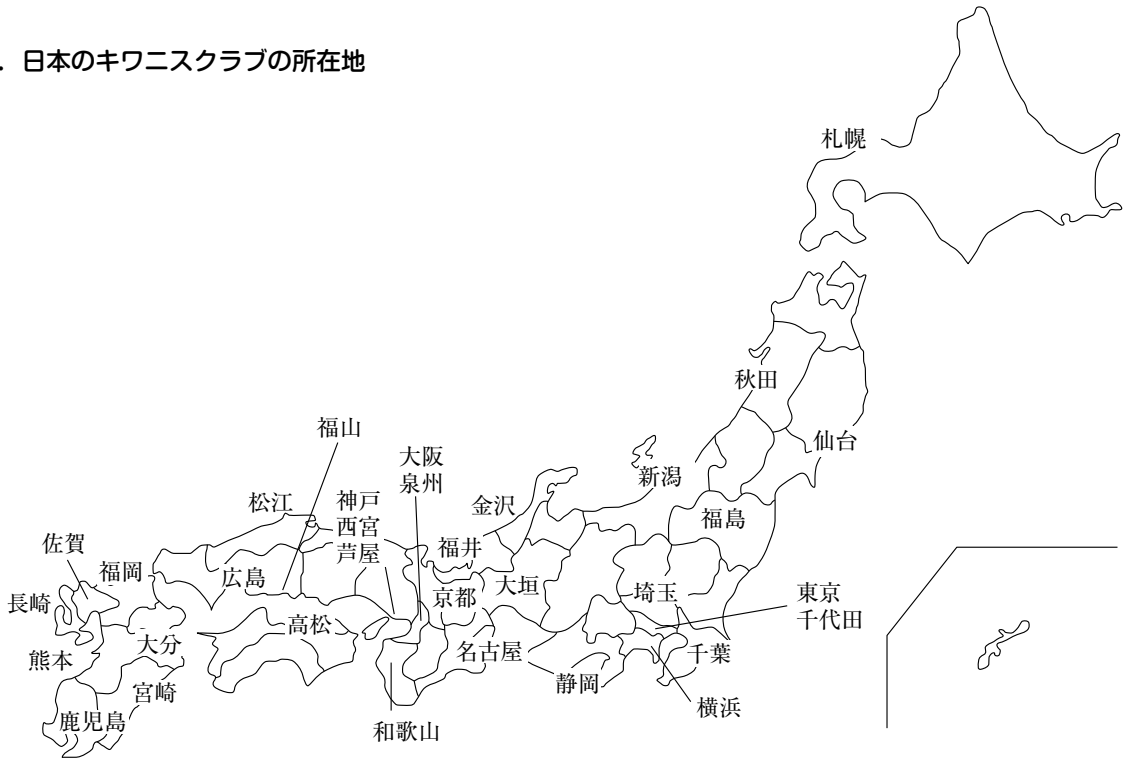 . 日本のキワニスクラブの所在地
札幌
秋田
仙台
福山
大阪
泉州
新潟
金沢
松江
神戸
西宮
芦屋
福島
佐賀
福井
福岡
広島
大垣
京都
埼玉
東京
千代田
長崎
高松
大分
名古屋
千葉
熊本
静岡
宮崎
横浜
鹿児島
和歌山